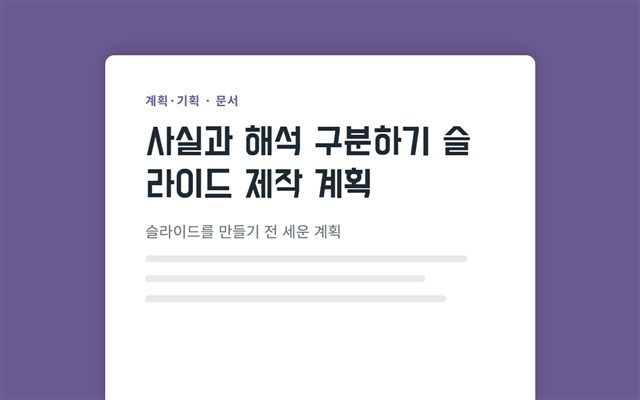 계획·기획 · 문서
사실과 해석 구분하기 슬
라이드 제작 계획
슬라이드를 만들기 전 세운 계획